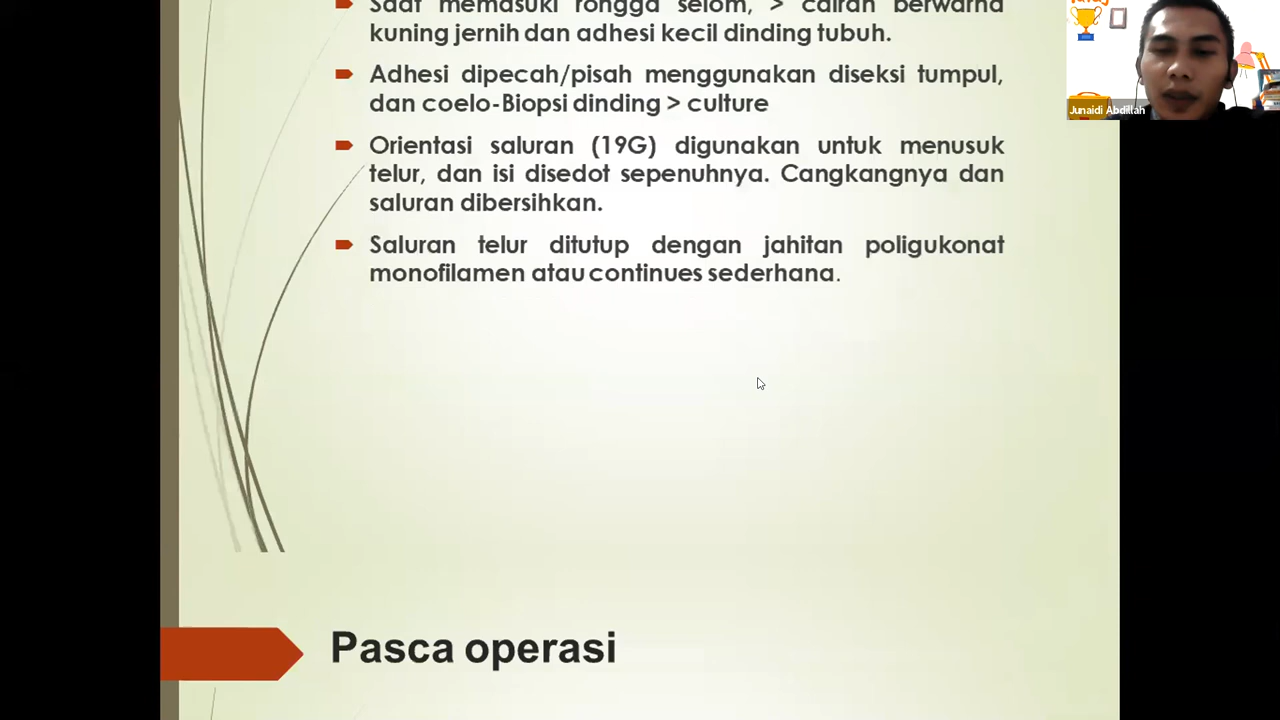 Saat memasuki rongga selom, > cairan berwarna
kuning jernih dan adhesi kecil dinding tubuh.
Adhesi dipecah/pisah menggunakan diseksi tumpul,
dan coelo-Biopsi dinding > culture
Orientasi saluran (19G) digunakan untuk menusuk
telur, dan isi disedot sepenuhnya. Cangkangnya dan
saluran dibersihkan.
Saluran telur ditutup dengan jahitan poligukonat
monofilamen atau continues sederhana.
Pasca operasi
Junaidi Abdillah